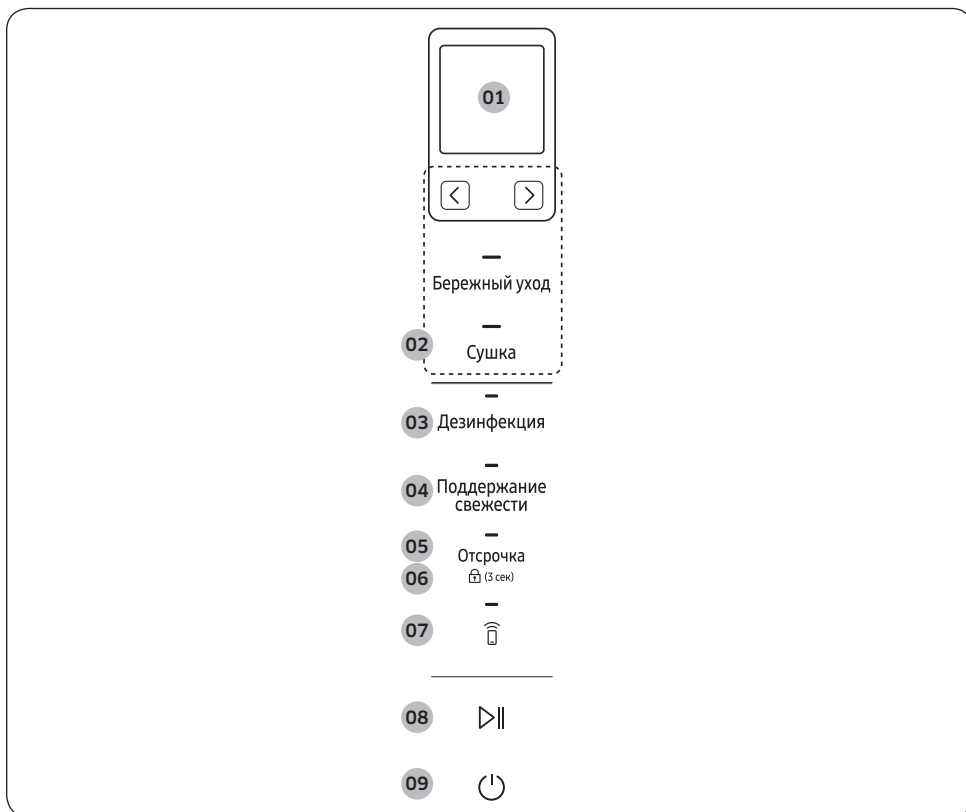 01
Бережный уход
02
Сушка
03 Дезинфекция
04 Поддержание
свежести
05
Отсрочка
06 (3 сек)
07
08
09